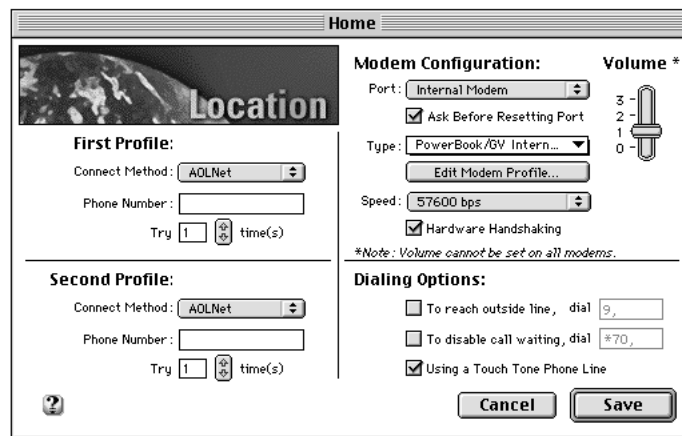 Home
Location
First Profile:
Connect Method: AOLNet
Phone Number:
Try 1 time(s)
Second Profile:
Connect Method: AOLNet
Phone Number:
Try 1 time(s)
?
Modem Configuration:
Volume *
Port: Internal Modem
Ask Before Resetting Port
3
2
1
0
Type: PowerBook/GV Intern...
Edit Modem Profile...
Speed: 57600 bps
Hardware Handshaking
*Note: Volume cannot be set on all modems.
Dialing Options:
To reach outside line, dial 9,
To disable call waiting, dial *70,
Using a Touch Tone Phone Line
Cancel
Save